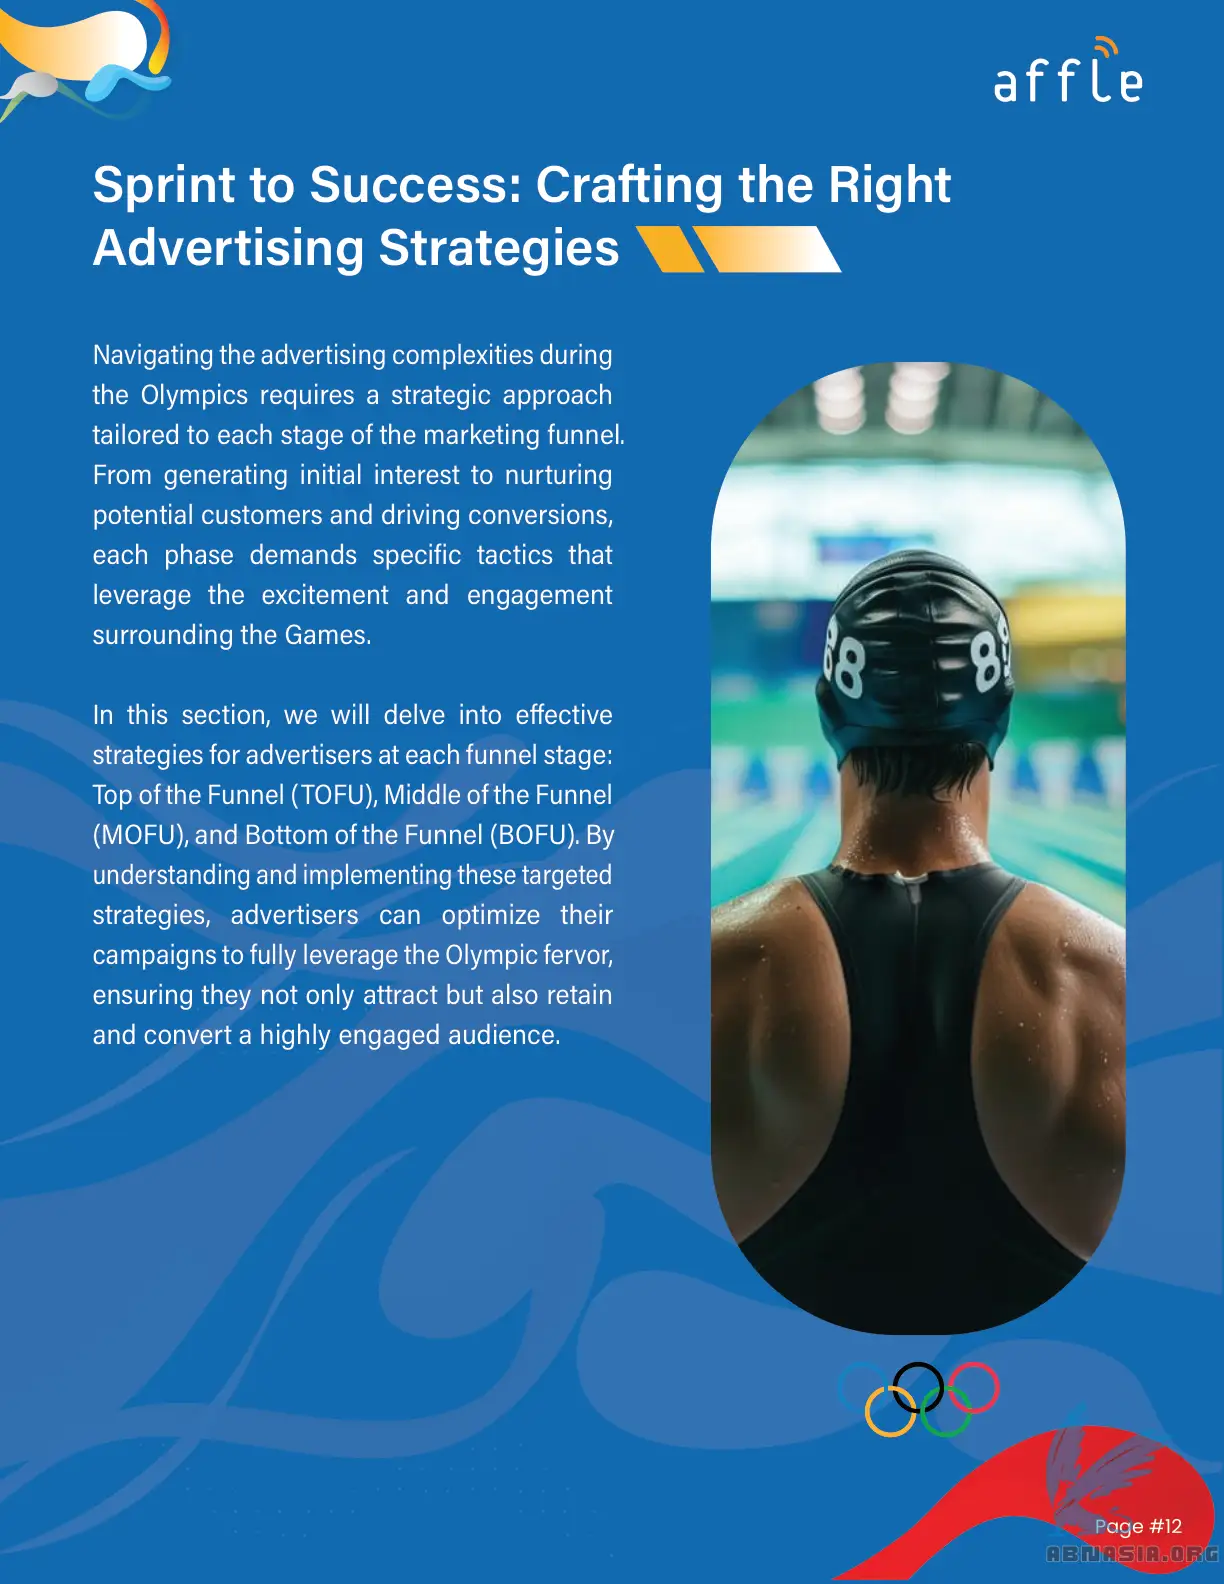 affle
Sprint to Success: Crafting the Right
Advertising Strategies
Navigating the advertising complexities during
the Olympics requires a strategic approach
tailored to each stage of the marketing funnel.
From generating initial interest to nurturing
potential customers and driving conversions,
each phase demands specific tactics that
leverage the excitement and engagement
surrounding the Games.
In this section, we will delve into effective
strategies for advertisers at each funnel stage:
Top of the Funnel (TOFU), Middle of the Funnel
(MOFU), and Bottom of the Funnel (BOFU). By
understanding and implementing these targeted
strategies, advertisers can optimize their
campaigns to fully leverage the Olympic fervor,
ensuring they not only attract but also retain
and convert a highly engaged audience.
88 89
Page #12
ABNASIA.ORG